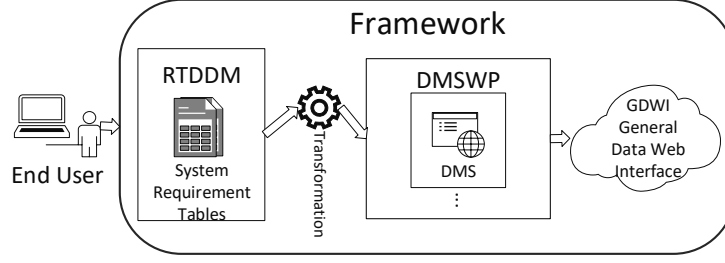 Framework
RTDDM
System
Requirement
Tables
End User
Transformation
DMSWP
DMS
...
GDWI
General
Data Web
Interface